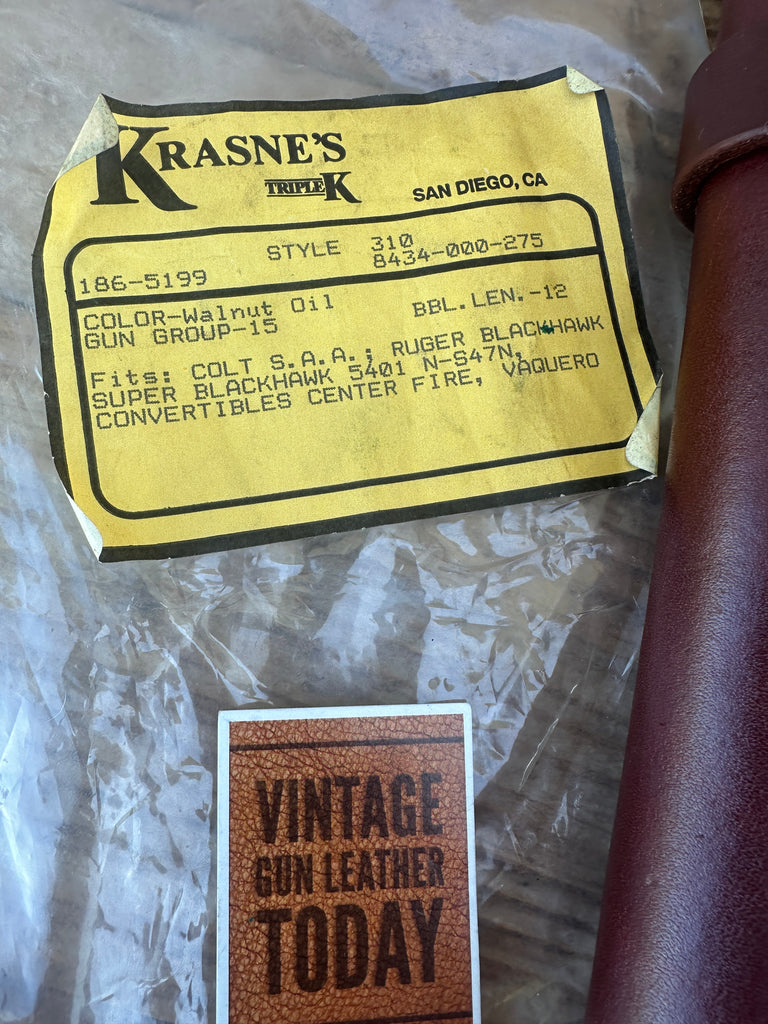 KRASNE'S
TRIPLE K
SAN DIEGO, CA
STYLE 310
186-5199 8434-000-275
COLOR-Walnut Oil BBL.LEN.-12
GUN GROUP-15
Fits: COLT S.A.A.; RUGER BLACKHAWK
SUPER BLACKHAWK 5401 N-S47N,
CONVERTIBLES CENTER FIRE, VAQUERO
VINTAGE
GUN LEATHER
TODAY